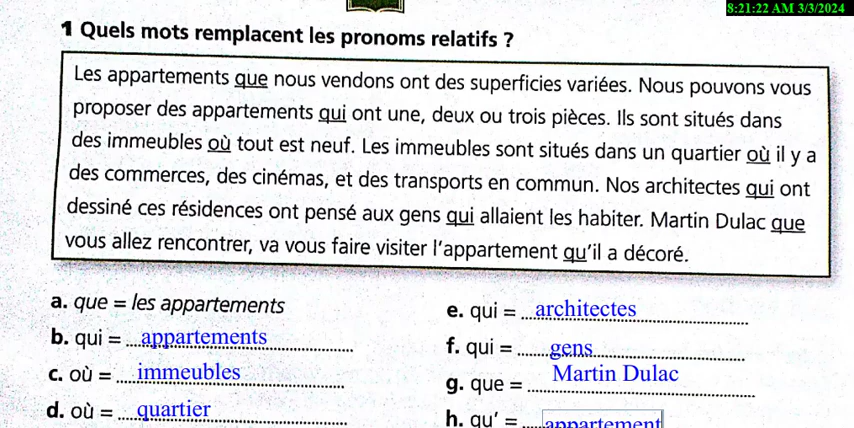 8:21:22 AM 3/3/2024
1 Quels mots remplacent les pronoms relatifs ?
Les appartements que nous vendons ont des superficies variées. Nous pouvons vous
proposer des appartements qui ont une, deux ou trois pièces. Ils sont situés dans
des immeubles où tout est neuf. Les immeubles sont situés dans un quartier où il y a
des commerces, des cinémas, et des transports en commun. Nos architectes qui ont
dessiné ces résidences ont pensé aux gens qui allaient les habiter. Martin Dulac que
vous allez rencontrer, va vous faire visiter l'appartement qu'il a décoré.
a. que = les appartements
b. qui = appartements
c. où = immeubles
d. où = quartier
e. qui = architectes
f. qui = gens
g. que = Martin Dulac
h. qu' = appartement